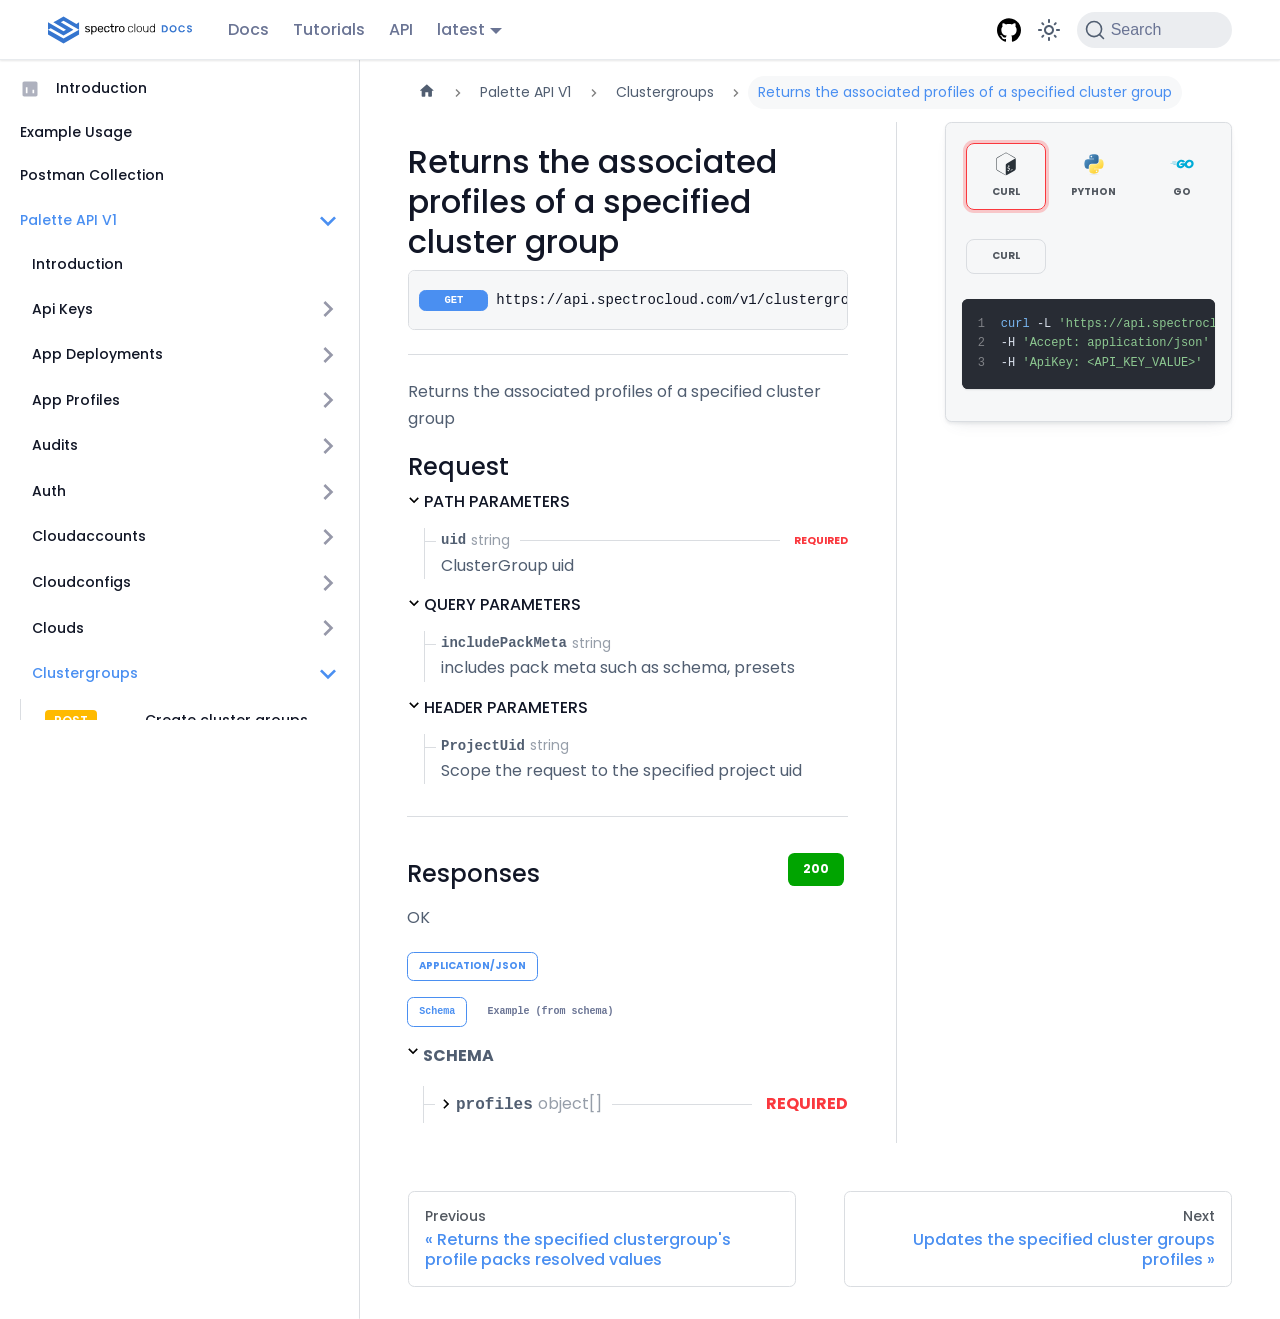 spectro cloud DOCS
Docs
Tutorials
API
latest
Search
Introduction
Example Usage
Postman Collection
Palette API V1
Introduction
Api Keys
App Deployments
App Profiles
Audits
Auth
Cloudaccounts
Cloudconfigs
Clouds
Clustergroups
POST Create cluster groups
Palette API V1
Clustergroups
Returns the associated profiles of a specified cluster group
Returns the associated
profiles of a specified
cluster group
GET https://api.spectrocloud.com/v1/clustergro
Returns the associated profiles of a specified cluster
group
Request
PATH PARAMETERS
uid string REQUIRED
ClusterGroup uid
QUERY PARAMETERS
includePackMeta string
includes pack meta such as schema, presets
HEADER PARAMETERS
ProjectUid string
Scope the request to the specified project uid
Responses
200
OK
APPLICATION/JSON
Schema Example (from schema)
SCHEMA
profiles object[] REQUIRED
CURL
PYTHON
GO
GO
CURL
1 curl -L 'https://api.spectrocl
2 -H 'Accept: application/json'
3 -H 'ApiKey: <API_KEY_VALUE>'
Previous
« Returns the specified clustergroup's
profile packs resolved values
Next
Updates the specified cluster groups
profiles »